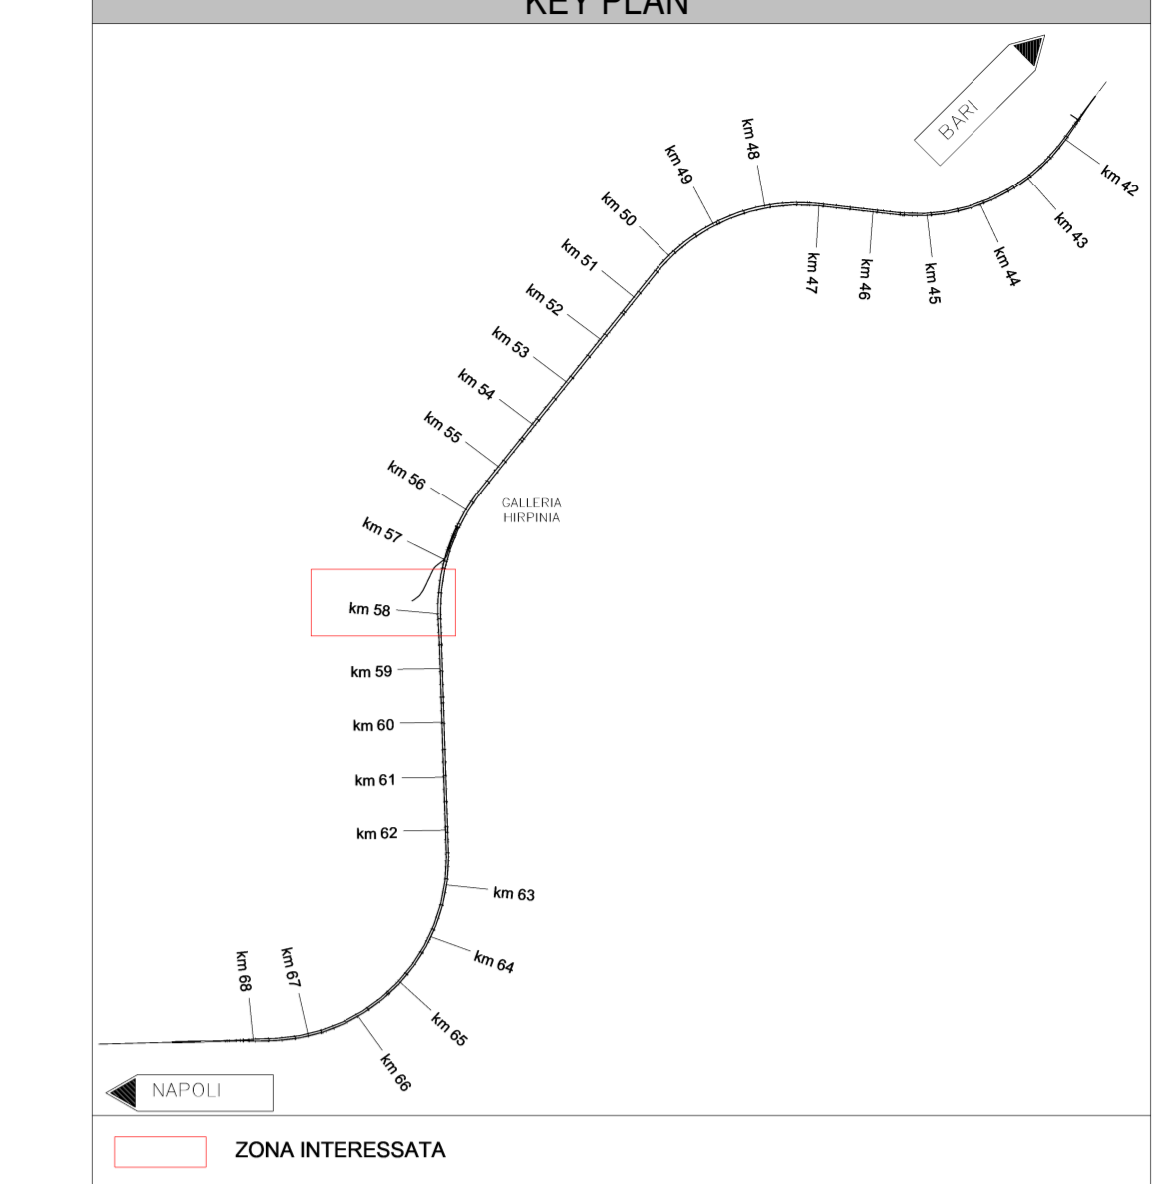 KEY PLAN
BARI
km 42
km 43
km 44
km 45
km 46
km 47
km 48
km 49
km 50
km 51
km 52
km 53
km 54
km 55
km 56
GALLERIA
HIRPINIA
km 57
km 58
km 59
km 60
km 61
km 62
km 63
km 64
km 65
km 66
km 67
km 68
NAPOLI
ZONA INTERESSATA